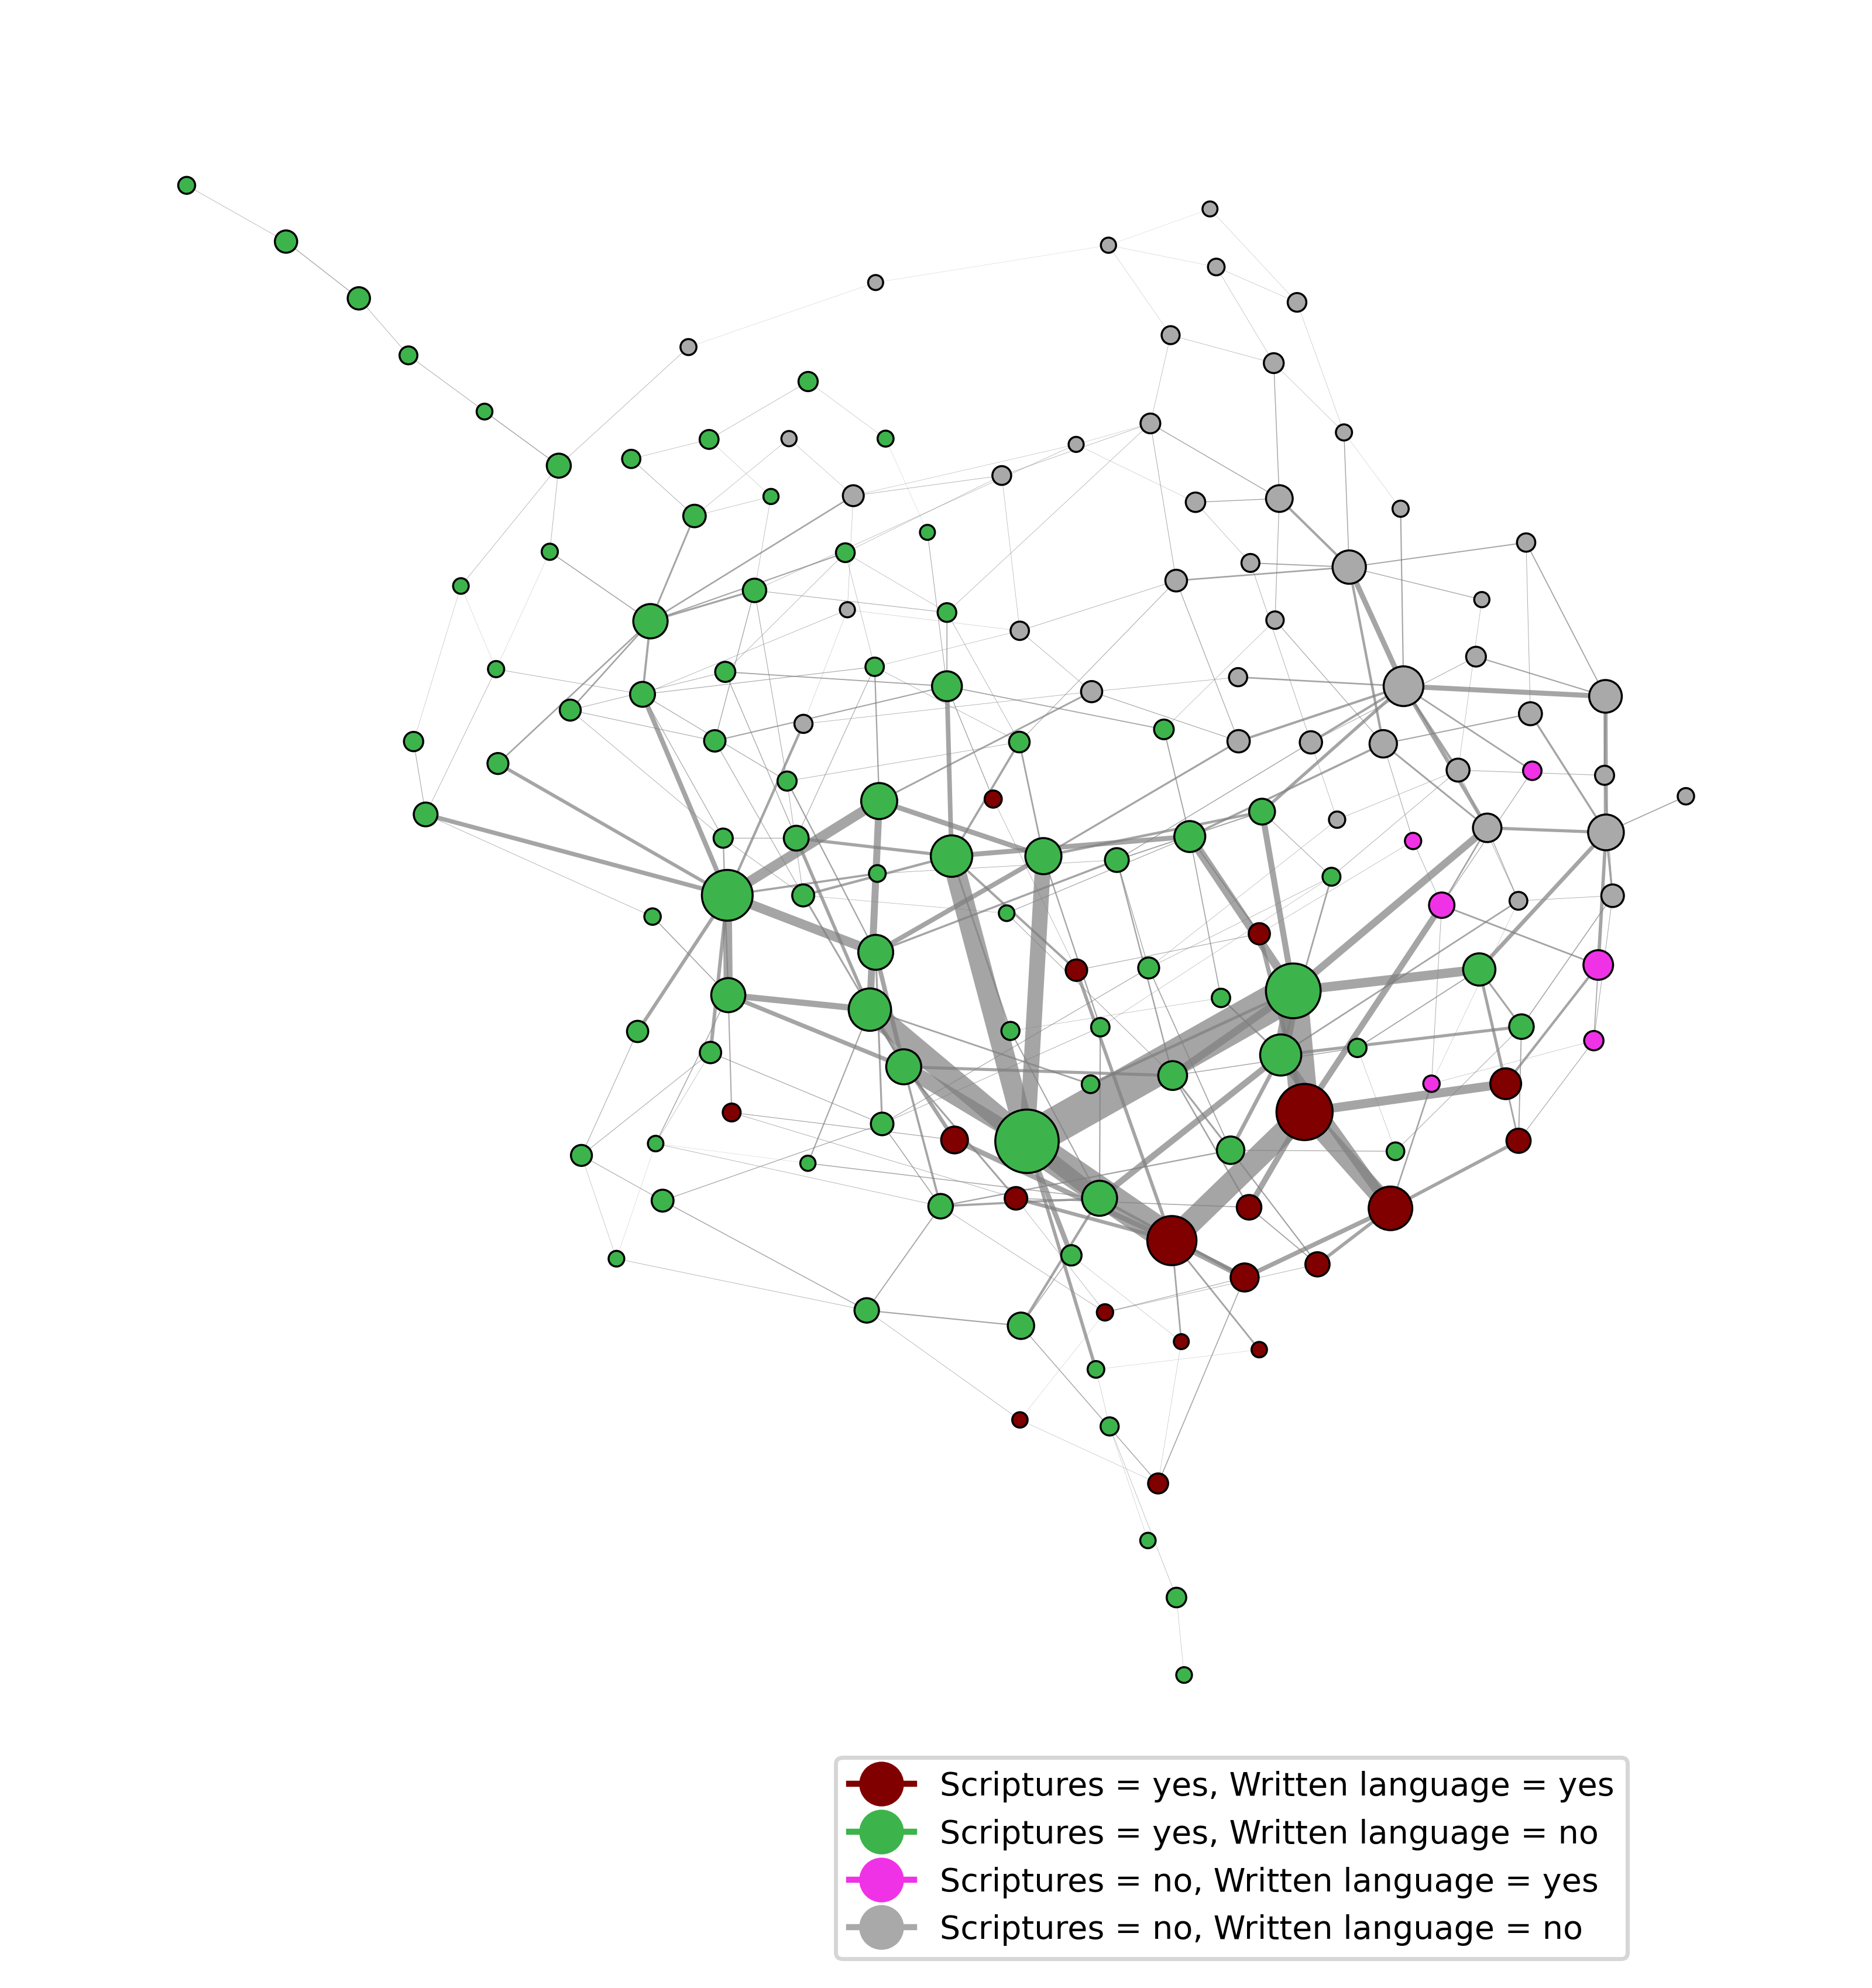 Scriptures = yes, Written language = yes
Scriptures = yes, Written language = no
Scriptures = no, Written language = yes
Scriptures = no, Written language = no